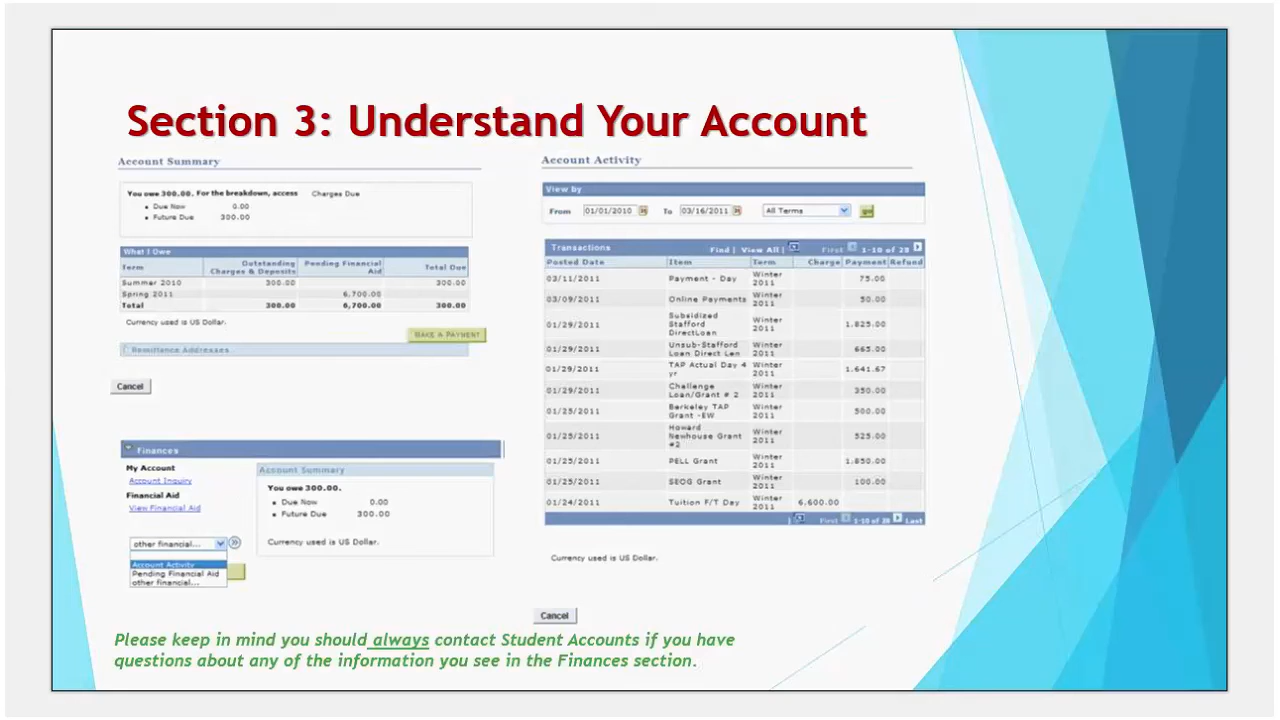 Section 3: Understand Your Account
Account Summary
You owe 300.00. For the breakdown, access Charges Due
• Due Now 0.00
• Future Due 300.00
What I Owe
Term Outstanding Charges & Deposits Pending Financial Aid Total Due
Summer 2010 300.00 300.00
Spring 2011 6,700.00
Total 300.00 6,700.00 300.00
Currency used is US Dollar.
MAKE A PAYMENT
Remittance Addresses
Cancel
Finances
My Account
Account Inquiry
Financial Aid
View Financial Aid
other financial...
Account Activity
Pending Financial Aid
other financial...
Account Summary
You owe 300.00.
• Due Now 0.00
• Future Due 300.00
Currency used is US Dollar.
Account Activity
View by
From 01/01/2010 To 03/16/2011 All Terms go
Transactions Find | View All | First 1-10 of 28
Posted Date Item Term Charge Payment Refund
03/11/2011 Payment - Day Winter 2011 75.00
03/09/2011 Online Payments Winter 2011 50.00
01/29/2011 Subsidized Stafford DirectLoan Winter 2011 1,825.00
01/29/2011 Unsub-Stafford Loan Direct Len Winter 2011 665.00
01/29/2011 TAP Actual Day 4 yr Winter 2011 1,641.67
01/29/2011 Challenge Loan/Grant # 2 Winter 2011 350.00
01/25/2011 Berkeley TAP Grant -EW Winter 2011 500.00
01/25/2011 Howard Newhouse Grant #2 Winter 2011 525.00
01/25/2011 PELL Grant Winter 2011 1,850.00
01/25/2011 SEOG Grant Winter 2011 100.00
01/24/2011 Tuition F/T Day Winter 2011 6,600.00
First 1-10 of 28 Last
Currency used is US Dollar.
Cancel
Please keep in mind you should always contact Student Accounts if you have
questions about any of the information you see in the Finances section.